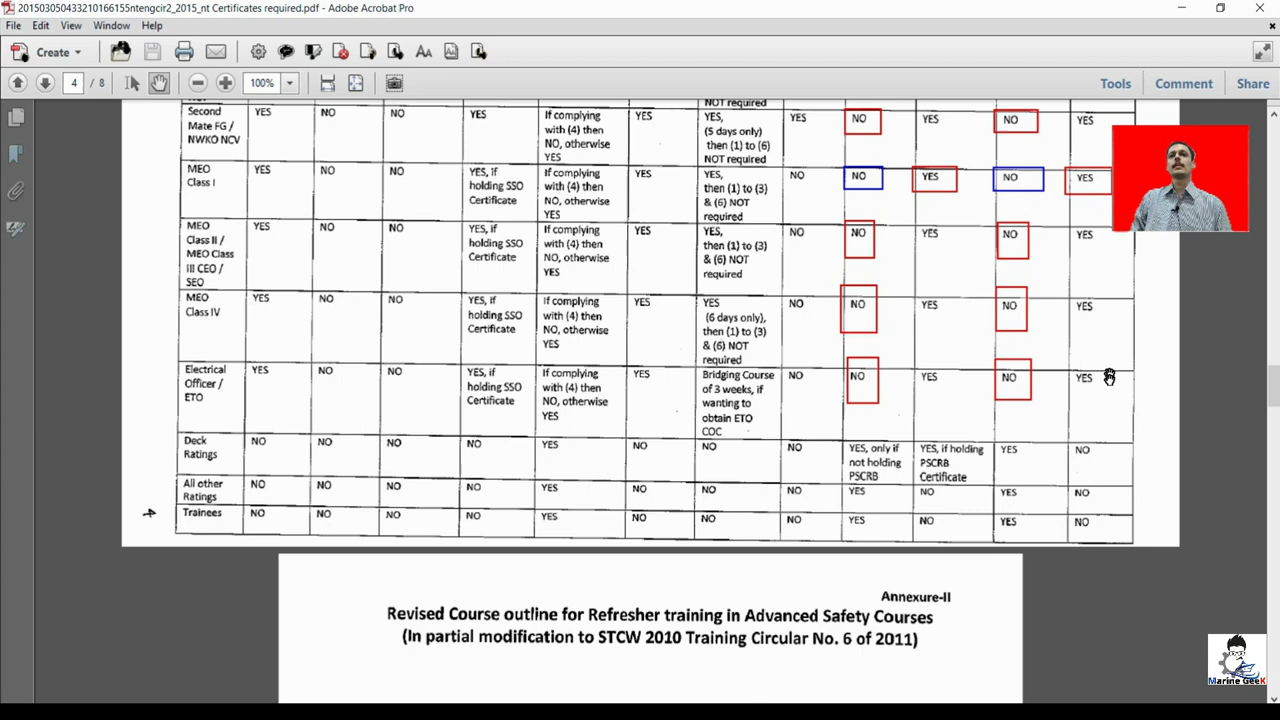 20150305043321016615​5ntengcir2_2015_nt Certificates required.pdf - Adobe Acrobat Pro
File Edit View Window Help
Create
4 / 8 100% Tools Comment Share
NOT required
Second Mate FG / NWKO NCV YES NO NO YES If complying with (4) then NO, otherwise YES YES YES, (5 days only) then (1) to (6) NOT required YES NO YES NO YES
MEO Class I YES NO NO YES, if holding SSO Certificate If complying with (4) then NO, otherwise YES YES YES, then (1) to (3) & (6) NOT required NO NO YES NO YES
MEO Class II / MEO Class III CEO / SEO YES NO NO YES, if holding SSO Certificate If complying with (4) then NO, otherwise YES YES YES, then (1) to (3) & (6) NOT required NO NO YES NO YES
MEO Class IV YES NO NO YES, if holding SSO Certificate If complying with (4) then NO, otherwise YES YES YES (6 days only), then (1) to (3) & (6) NOT required NO NO YES NO YES
Electrical Officer / ETO YES NO NO YES, if holding SSO Certificate If complying with (4) then NO, otherwise YES YES Bridging Course of 3 weeks, if wanting to obtain ETO COC NO NO YES NO YES
Deck Ratings NO NO NO NO YES NO NO NO YES, only if not holding PSCRB YES, if holding PSCRB Certificate YES NO
All other Ratings NO NO NO NO YES NO NO NO YES NO YES NO
Trainees NO NO NO NO YES NO NO NO YES NO YES NO
Annexure-II
Revised Course outline for Refresher training in Advanced Safety Courses
(In partial modification to STCW 2010 Training Circular No. 6 of 2011)
Marine GeeK